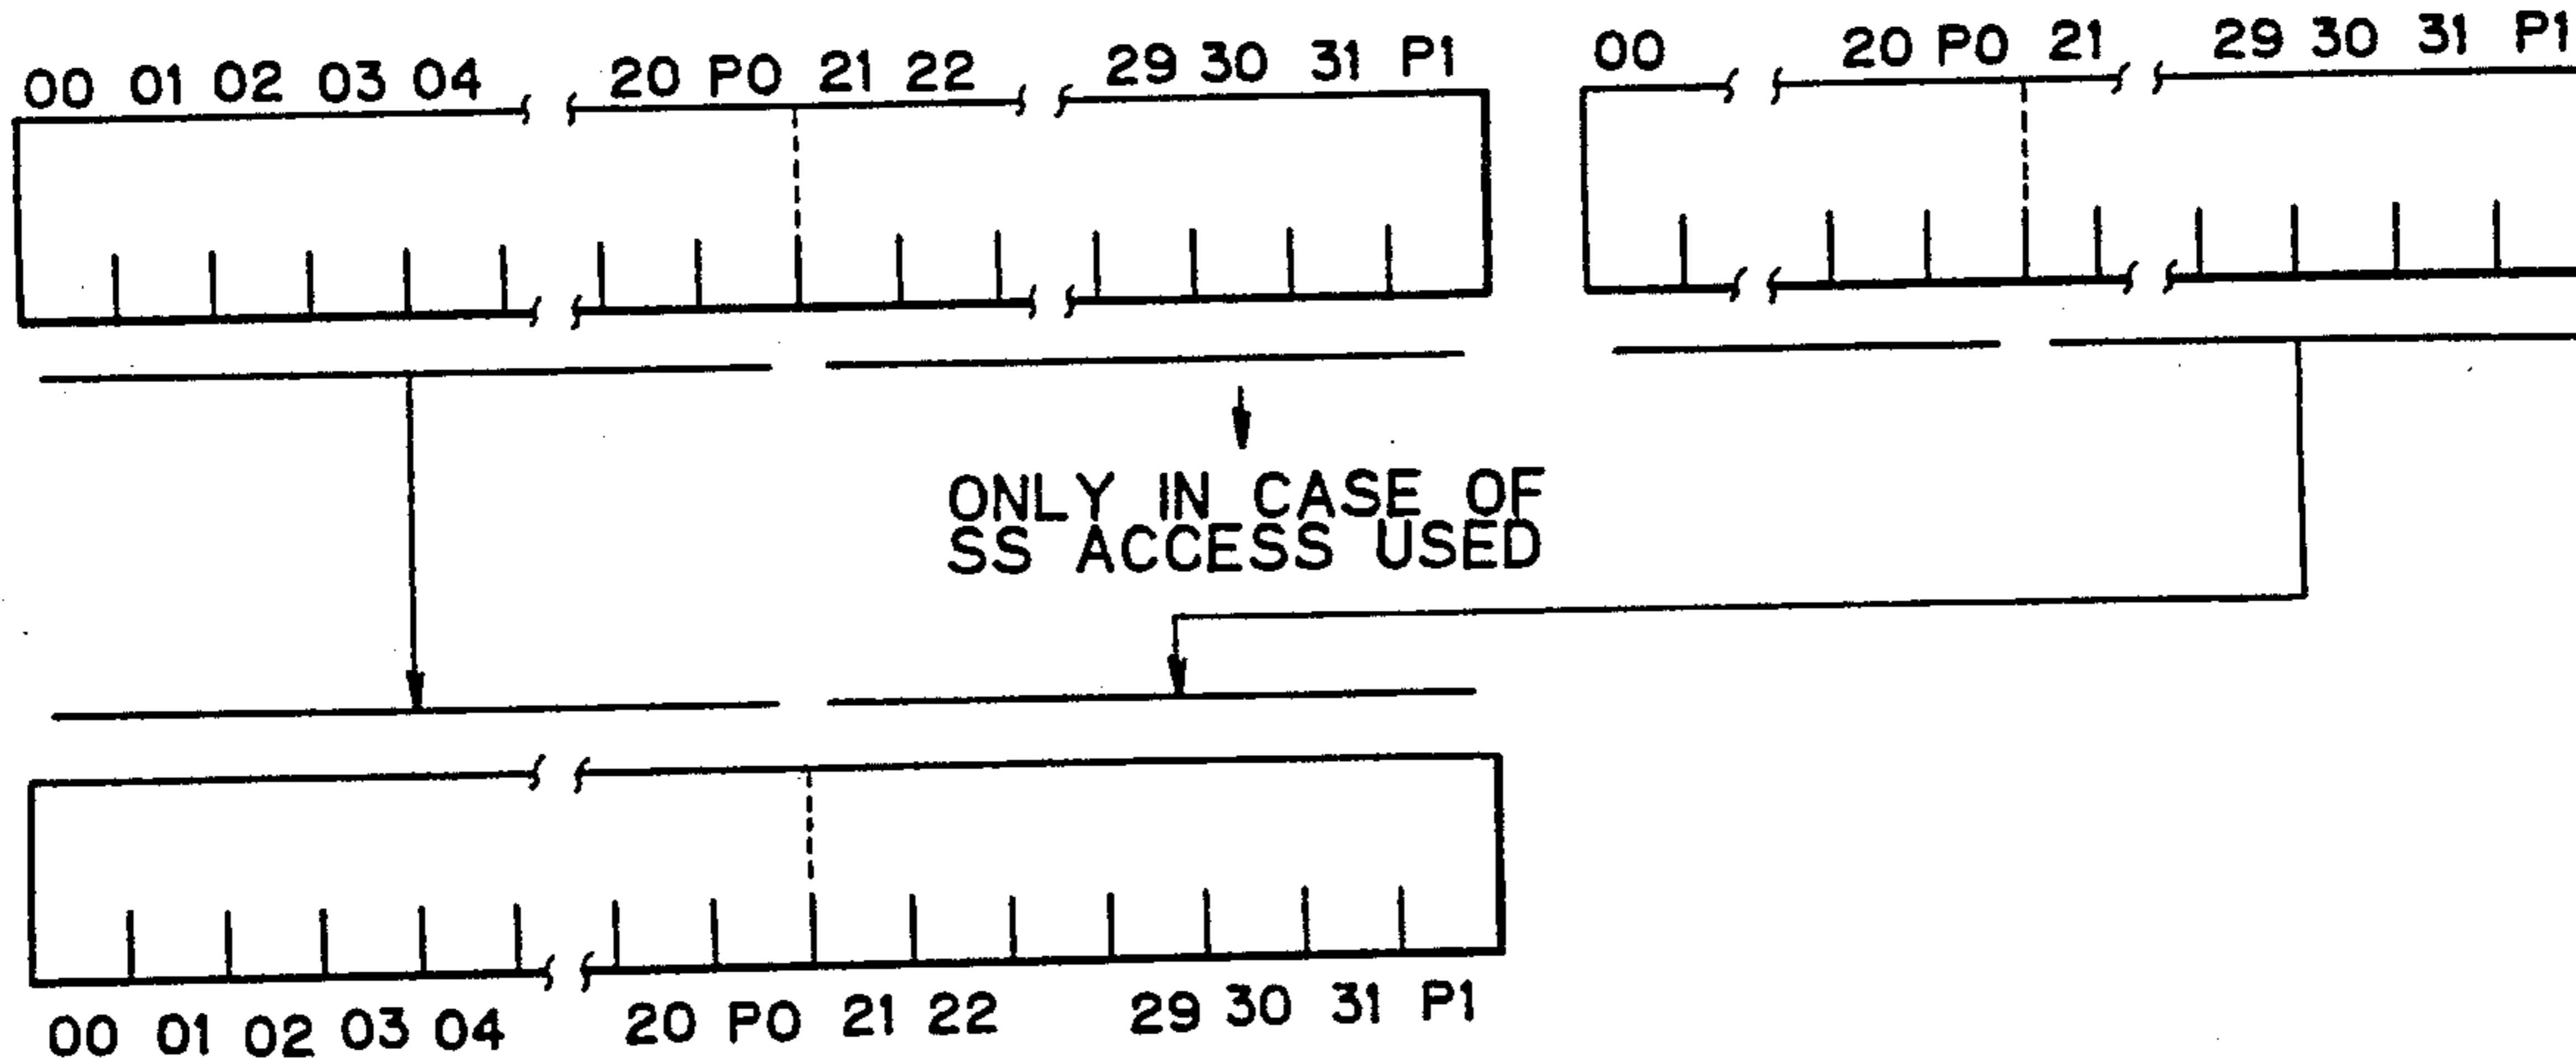 00 01 02 03 04 20 P0 21 22 29 30 31 P1 00 20 P0 21 29 30 31 P1
ONLY IN CASE OF
SS ACCESS USED
00 01 02 03 04 20 P0 21 22 29 30 31 P1